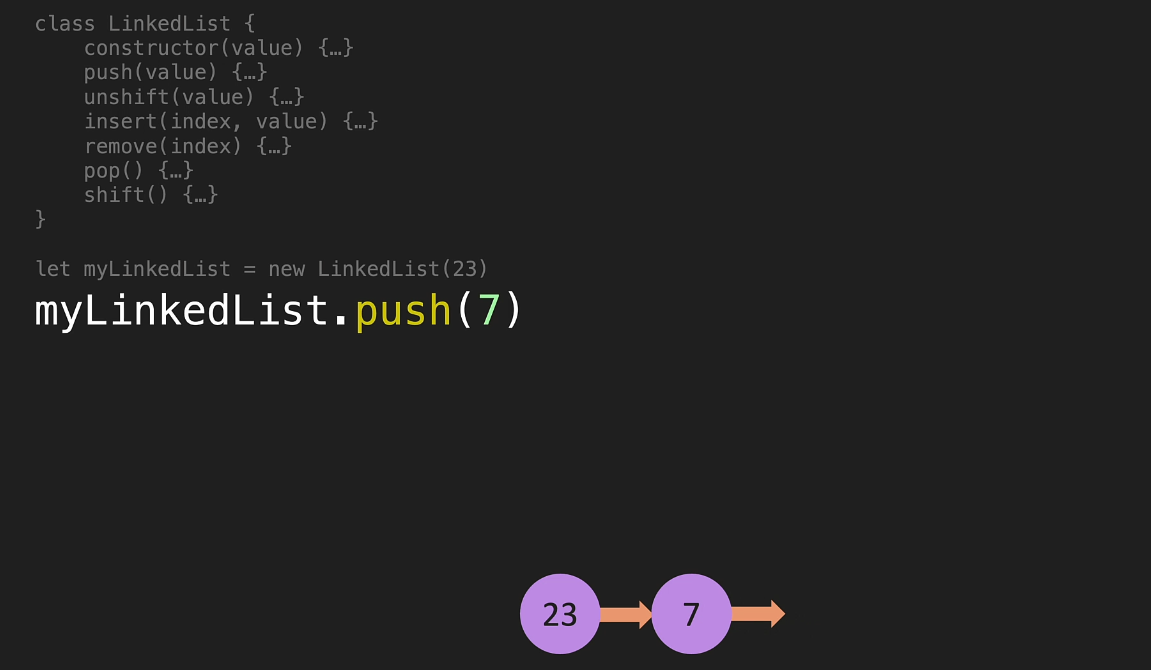 class LinkedList {
    constructor(value) {…}
    push(value) {…}
    unshift(value) {…}
    insert(index, value) {…}
    remove(index) {…}
    pop() {…}
    shift() {…}
}
let myLinkedList = new LinkedList(23)
myLinkedList.push(7)
23 7